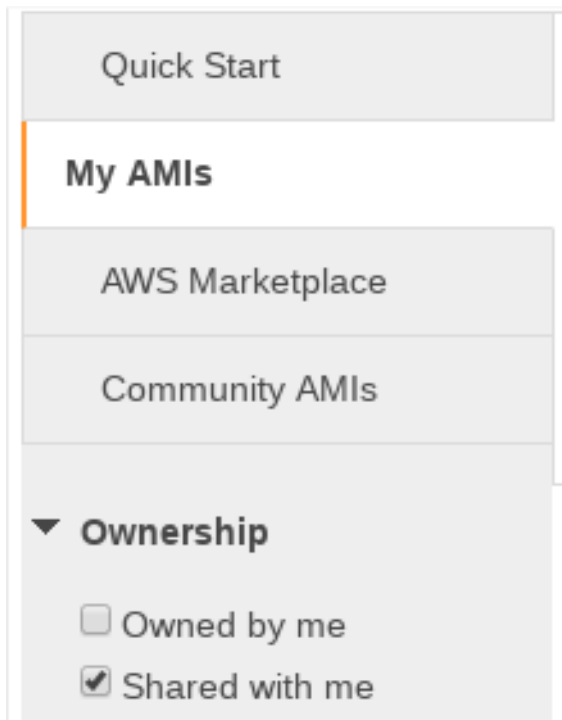 Quick Start
My AMIs
AWS Marketplace
Community AMIs
Ownership
Owned by me
Shared with me